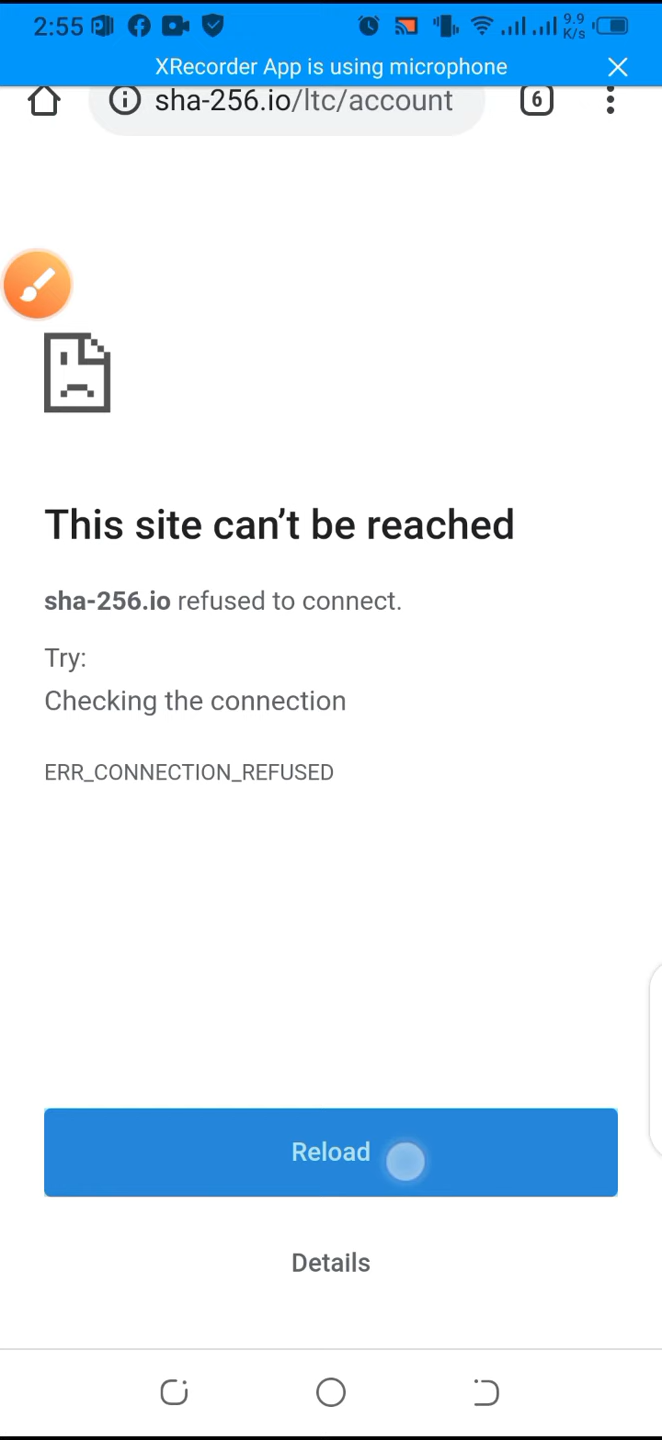 2:55
9.9
K/s
XRecorder App is using microphone
sha-256.io/ltc/account
6
This site can’t be reached
sha-256.io refused to connect.
Try:
Checking the connection
ERR_CONNECTION_REFUSED
Reload
Details